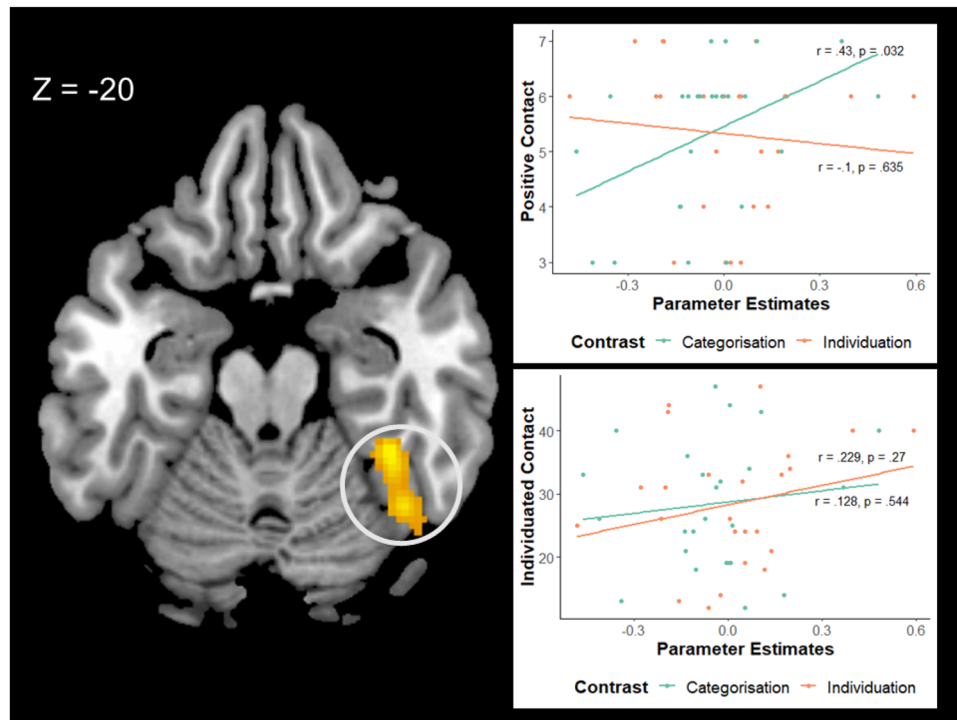 Z = -20
7
6
5
4
3
Positive Contact
r = .43, p = .032
r = -.1, p = .635
-0.3 0.0 0.3 0.6
Parameter Estimates
Contrast Categorisation Individuation
40
30
20
Individuated Contact
r = .229, p = .27
r = .128, p = .544
-0.3 0.0 0.3 0.6
Parameter Estimates
Contrast Categorisation Individuation